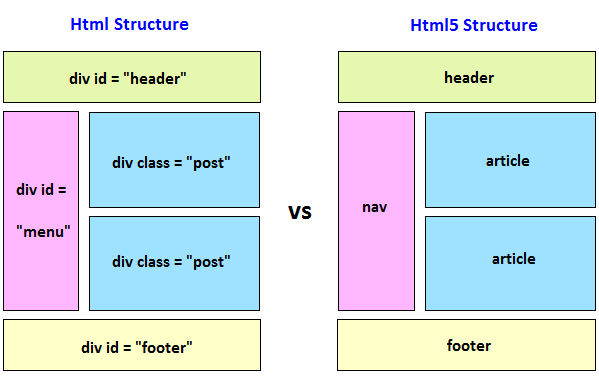 Html Structure
div id = "header"
div id =
"menu"
div class = "post"
div class = "post"
div id = "footer"
vs
Html5 Structure
header
nav
article
article
footer